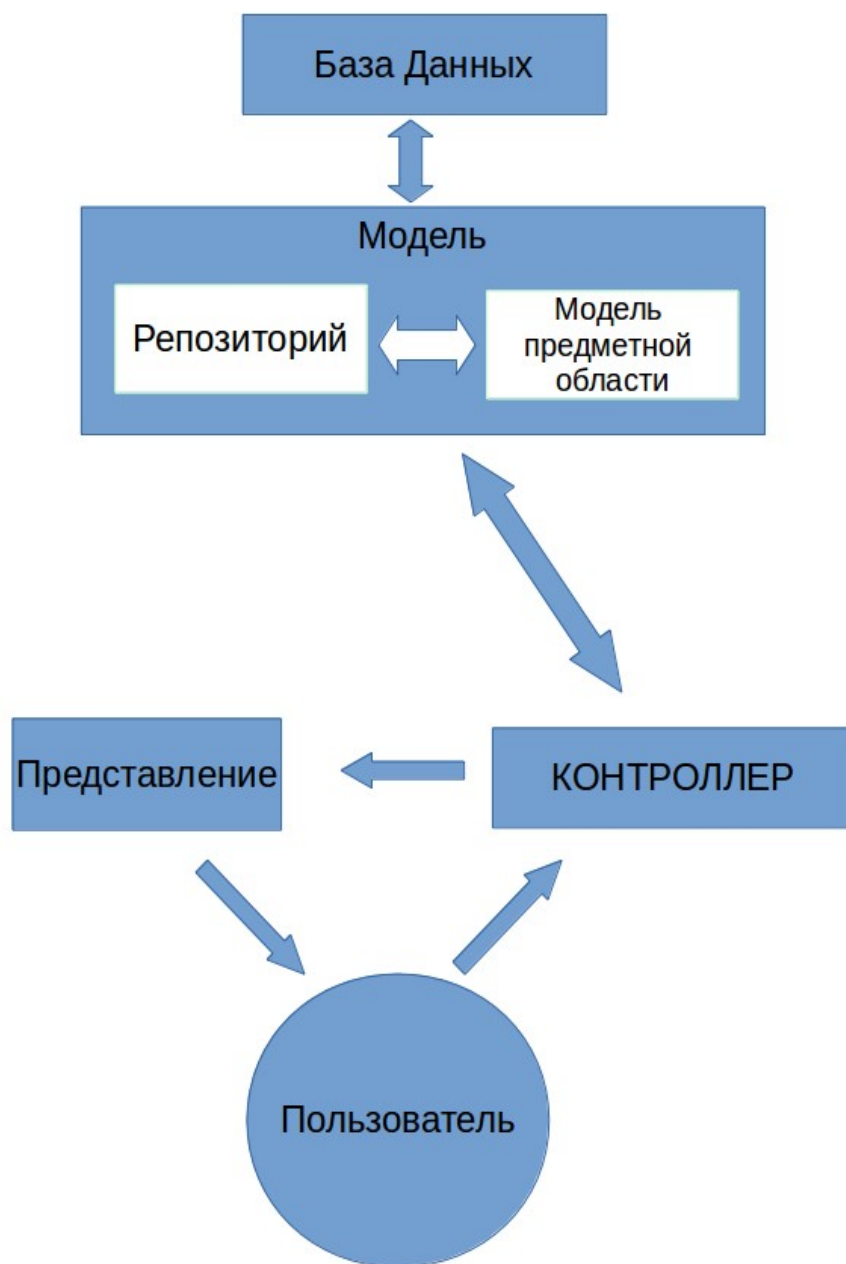 База Данных
Модель
Репозиторий
Модель
предметной
области
Представление
КОНТРОЛЛЕР
Пользователь